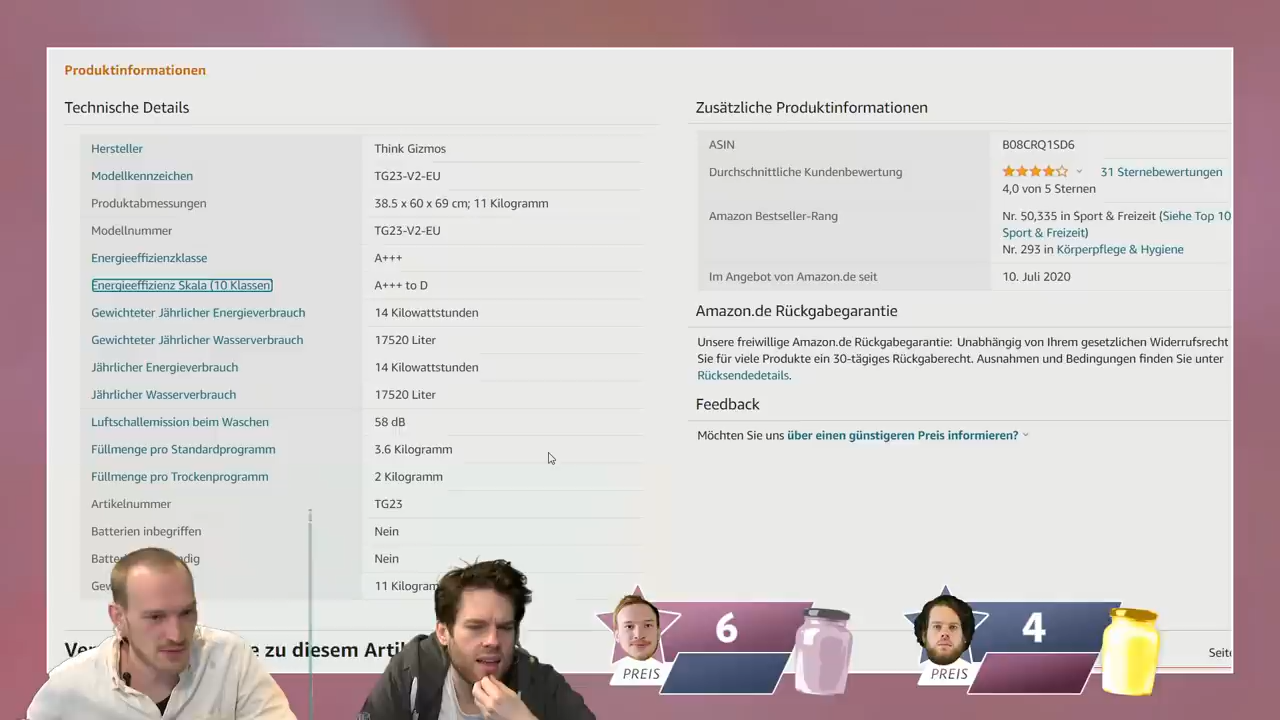 Produktinformationen
Technische Details
Hersteller Think Gizmos
Modellkennzeichen TG23-V2-EU
Produktabmessungen 38.5 x 60 x 69 cm; 11 Kilogramm
Modellnummer TG23-V2-EU
Energieeffizienzklasse A+++
Energieeffizienz Skala (10 Klassen) A+++ to D
Gewichteter Jährlicher Energieverbrauch 14 Kilowattstunden
Gewichteter Jährlicher Wasserverbrauch 17520 Liter
Jährlicher Energieverbrauch 14 Kilowattstunden
Jährlicher Wasserverbrauch 17520 Liter
Luftschallemission beim Waschen 58 dB
Füllmenge pro Standardprogramm 3.6 Kilogramm
Füllmenge pro Trockenprogramm 2 Kilogramm
Artikelnummer TG23
Batterien inbegriffen Nein
Nein
11 Kilogram
Zusätzliche Produktinformationen
ASIN B08CRQ1SD6
Durchschnittliche Kundenbewertung 31 Sternebewertungen
4,0 von 5 Sternen
Amazon Bestseller-Rang Nr. 50,335 in Sport & Freizeit (Siehe Top 10
Sport & Freizeit)
Nr. 293 in Körperpflege & Hygiene
Im Angebot von Amazon.de seit 10. Juli 2020
Amazon.de Rückgabegarantie
Unsere freiwillige Amazon.de Rückgabegarantie: Unabhängig von Ihrem gesetzlichen Widerrufsrecht
Sie für viele Produkte ein 30-tägiges Rückgaberecht. Ausnahmen und Bedingungen finden Sie unter
Rücksendedetails.
Feedback
Möchten Sie uns über einen günstigeren Preis informieren?
e zu diesem Arti
Seit
6
PREIS
4
PREIS